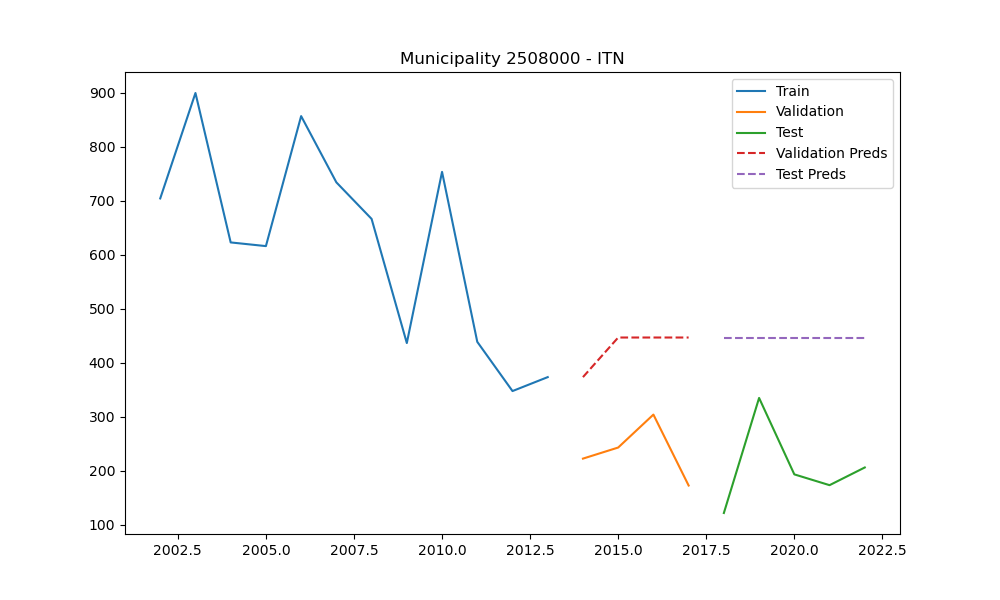 Municipality 2508000 - ITN
900
800
700
600
500
400
300
200
100
Train
Validation
Test
Validation Preds
Test Preds
2002.5 2005.0 2007.5 2010.0 2012.5 2015.0 2017.5 2020.0 2022.5